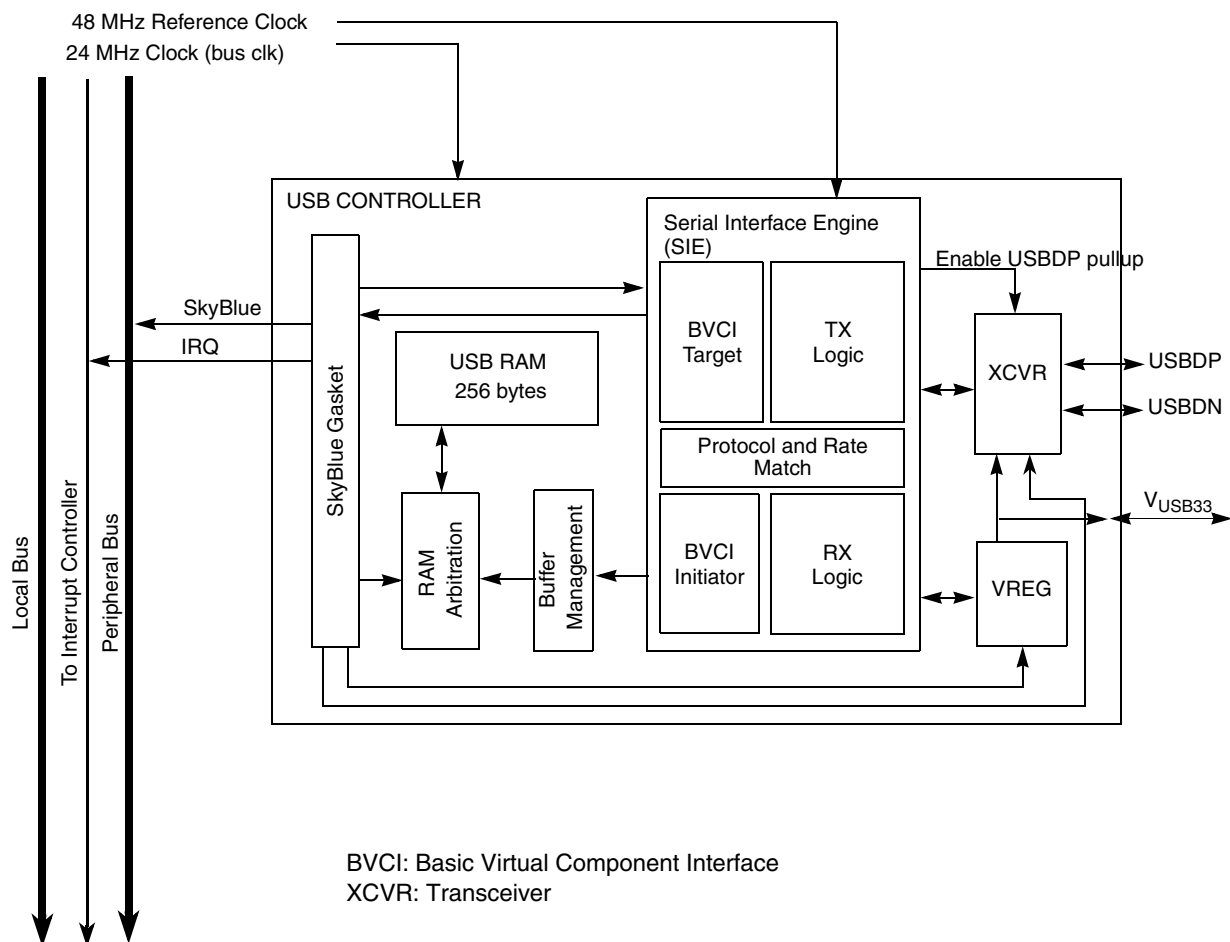 48 MHz Reference Clock
24 MHz Clock (bus clk)
USB CONTROLLER
Serial Interface Engine
(SIE)
Enable USBDP pullup
SkyBlue
IRQ
SkyBlue Gasket
USB RAM
256 bytes
BVCI
Target
TX
Logic
XCVR
USBDP
USBDN
Protocol and Rate
Match
VUSB33
Local Bus
To Interrupt Controller
Peripheral Bus
RAM
Arbitration
Buffer
Management
BVCI
Initiator
RX
Logic
VREG
BVCI: Basic Virtual Component Interface
XCVR: Transceiver